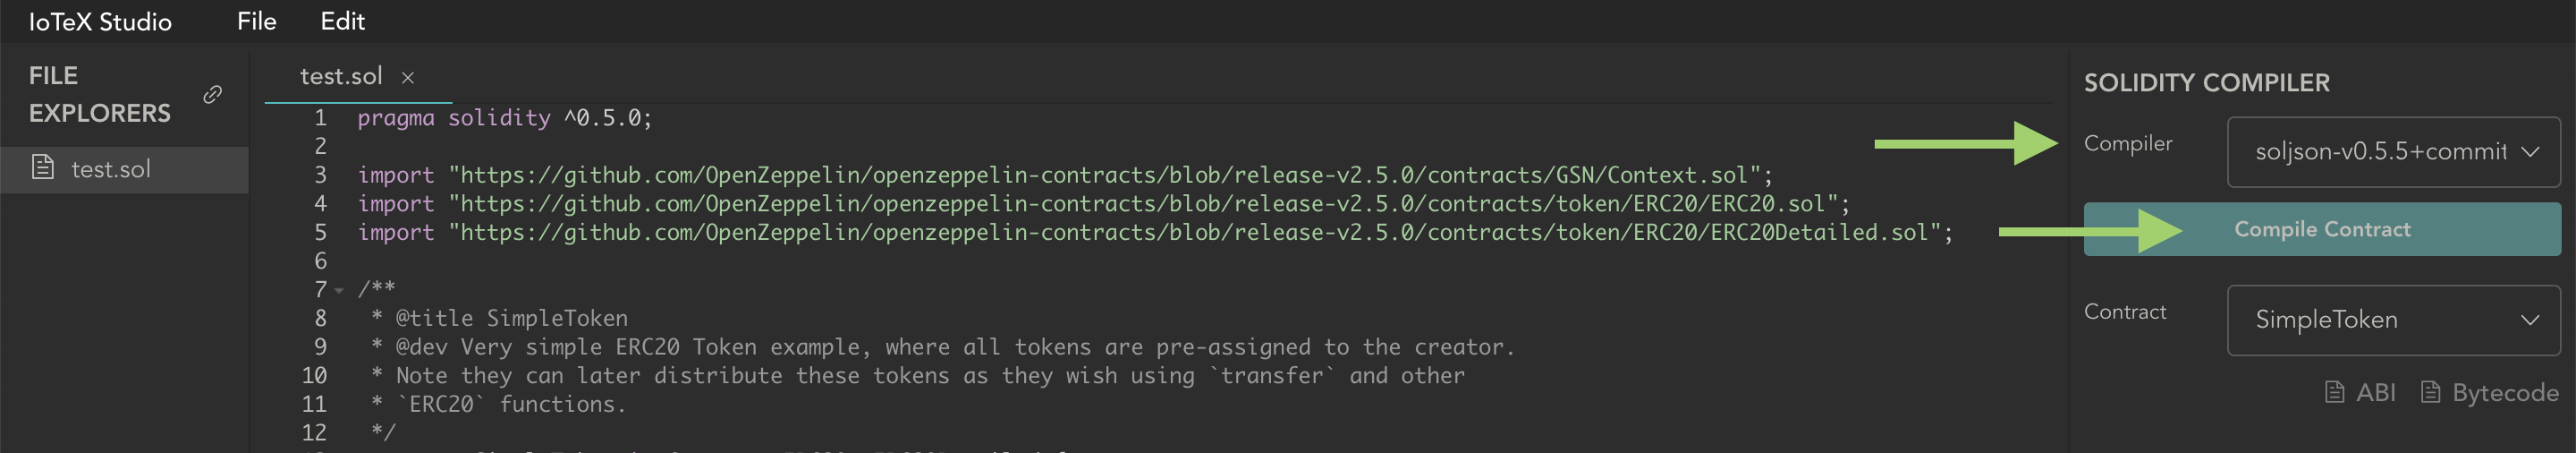 IoTeX Studio File Edit
FILE
EXPLORERS
test.sol
test.sol ×
1 pragma solidity ^0.5.0;
2
3 import "https://github.com/OpenZeppelin/openzeppelin-contracts/blob/release-v2.5.0/contracts/GSN/Context.sol";
4 import "https://github.com/OpenZeppelin/openzeppelin-contracts/blob/release-v2.5.0/contracts/token/ERC20/ERC20.sol";
5 import "https://github.com/OpenZeppelin/openzeppelin-contracts/blob/release-v2.5.0/contracts/token/ERC20/ERC20Detailed.sol";
6
7 /**
8 * @title SimpleToken
9 * @dev Very simple ERC20 Token example, where all tokens are pre-assigned to the creator.
10 * Note they can later distribute these tokens as they wish using `transfer` and other
11 * `ERC20` functions.
12 */
SOLIDITY COMPILER
Compiler soljson-v0.5.5+commit
Compile Contract
Contract SimpleToken
ABI Bytecode